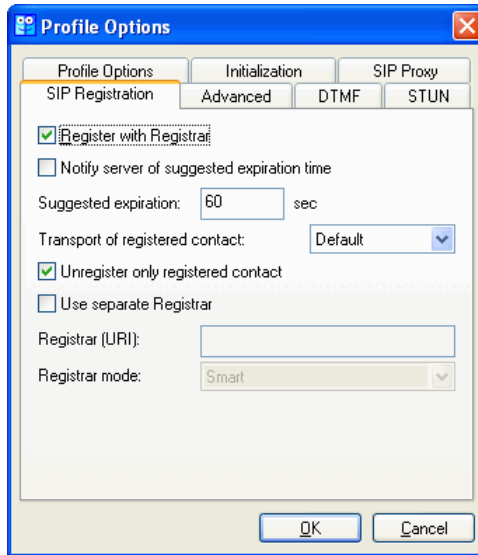 Profile Options
Profile Options Initialization SIP Proxy
SIP Registration Advanced DTMF STUN
Register with Registrar
Notify server of suggested expiration time
Suggested expiration: 60 sec
Transport of registered contact: Default
Unregister only registered contact
Use separate Registrar
Registrar (URI):
Registrar mode: Smart
OK Cancel